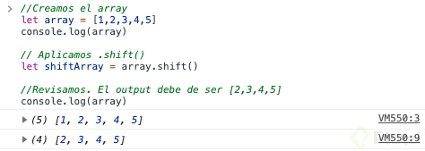 > //Creamos el array
let array = [1,2,3,4,5]
console.log(array)
// Aplicamos .shift()
let shiftArray = array.shift()
//Revisamos. El output debe de ser [2,3,4,5]
console.log(array)
▸ (5) [1, 2, 3, 4, 5] VM550:3
▸ (4) [2, 3, 4, 5] VM550:9